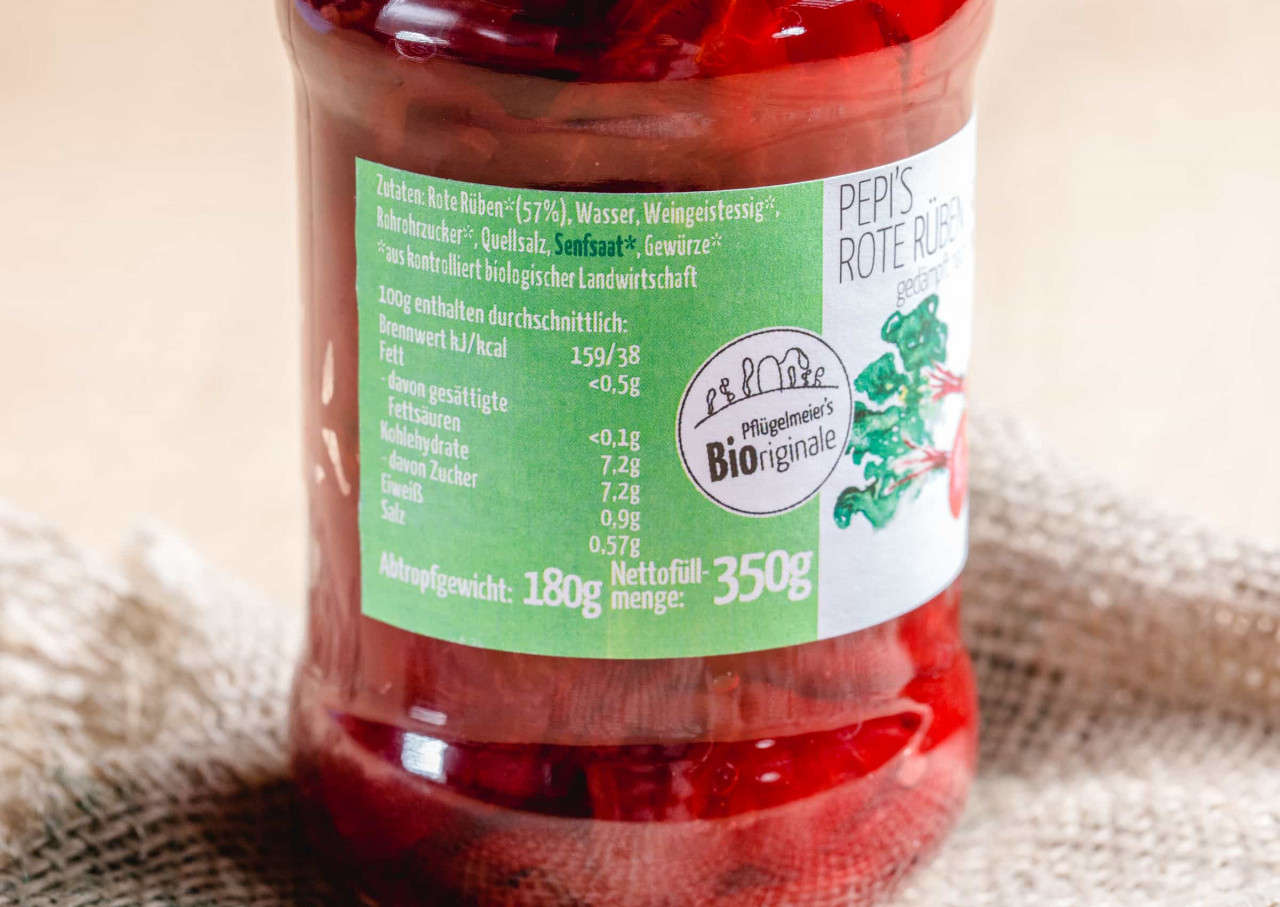 Zutaten: Rote Rüben*(57%), Wasser, Weingeistessig*,
Rohrohrzucker*, Quellsalz, Senfsaat*, Gewürze*
*aus kontrolliert biologischer Landwirtschaft
100g enthalten durchschnittlich:
Brennwert kJ/kcal 159/38
Fett <0,5g
- davon gesättigte
Fettsäuren <0,1g
Kohlehydrate 7,2g
- davon Zucker 7,2g
Eiweiß 0,9g
Salz 0,57g
Abtropfgewicht: 180g Nettofüll-
menge: 350g
Pflügelmeier's
BIOriginale
PEPI'S
ROTE RÜBEN